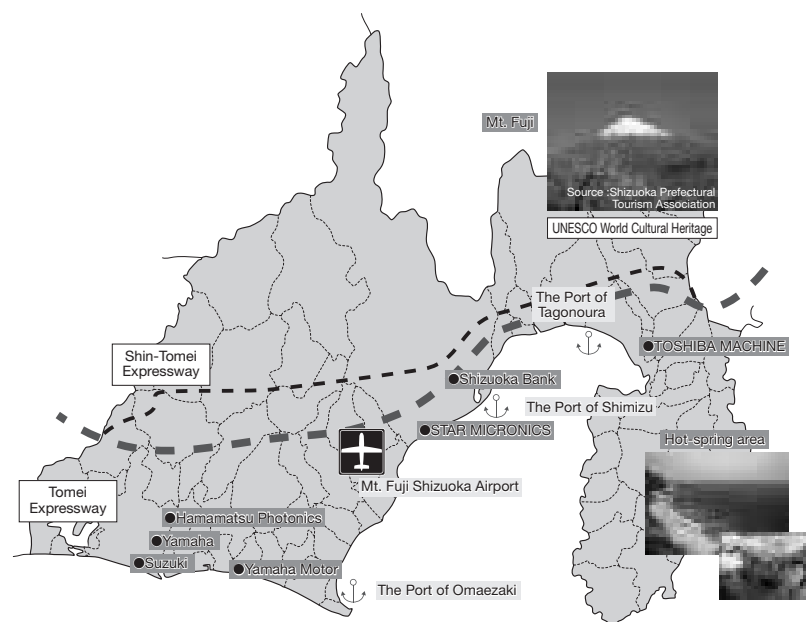 Mt. Fuji
Source :Shizuoka Prefectural
Tourism Association
UNESCO World Cultural Heritage
The Port of
Tagonoura
Shin-Tomei
Expressway
TOSHIBA MACHINE
Shizuoka Bank
The Port of Shimizu
STAR MICRONICS
Hot-spring area
Mt. Fuji Shizuoka Airport
Tomei
Expressway
Hamamatsu Photonics
Yamaha
Suzuki
Yamaha Motor
The Port of Omaezaki